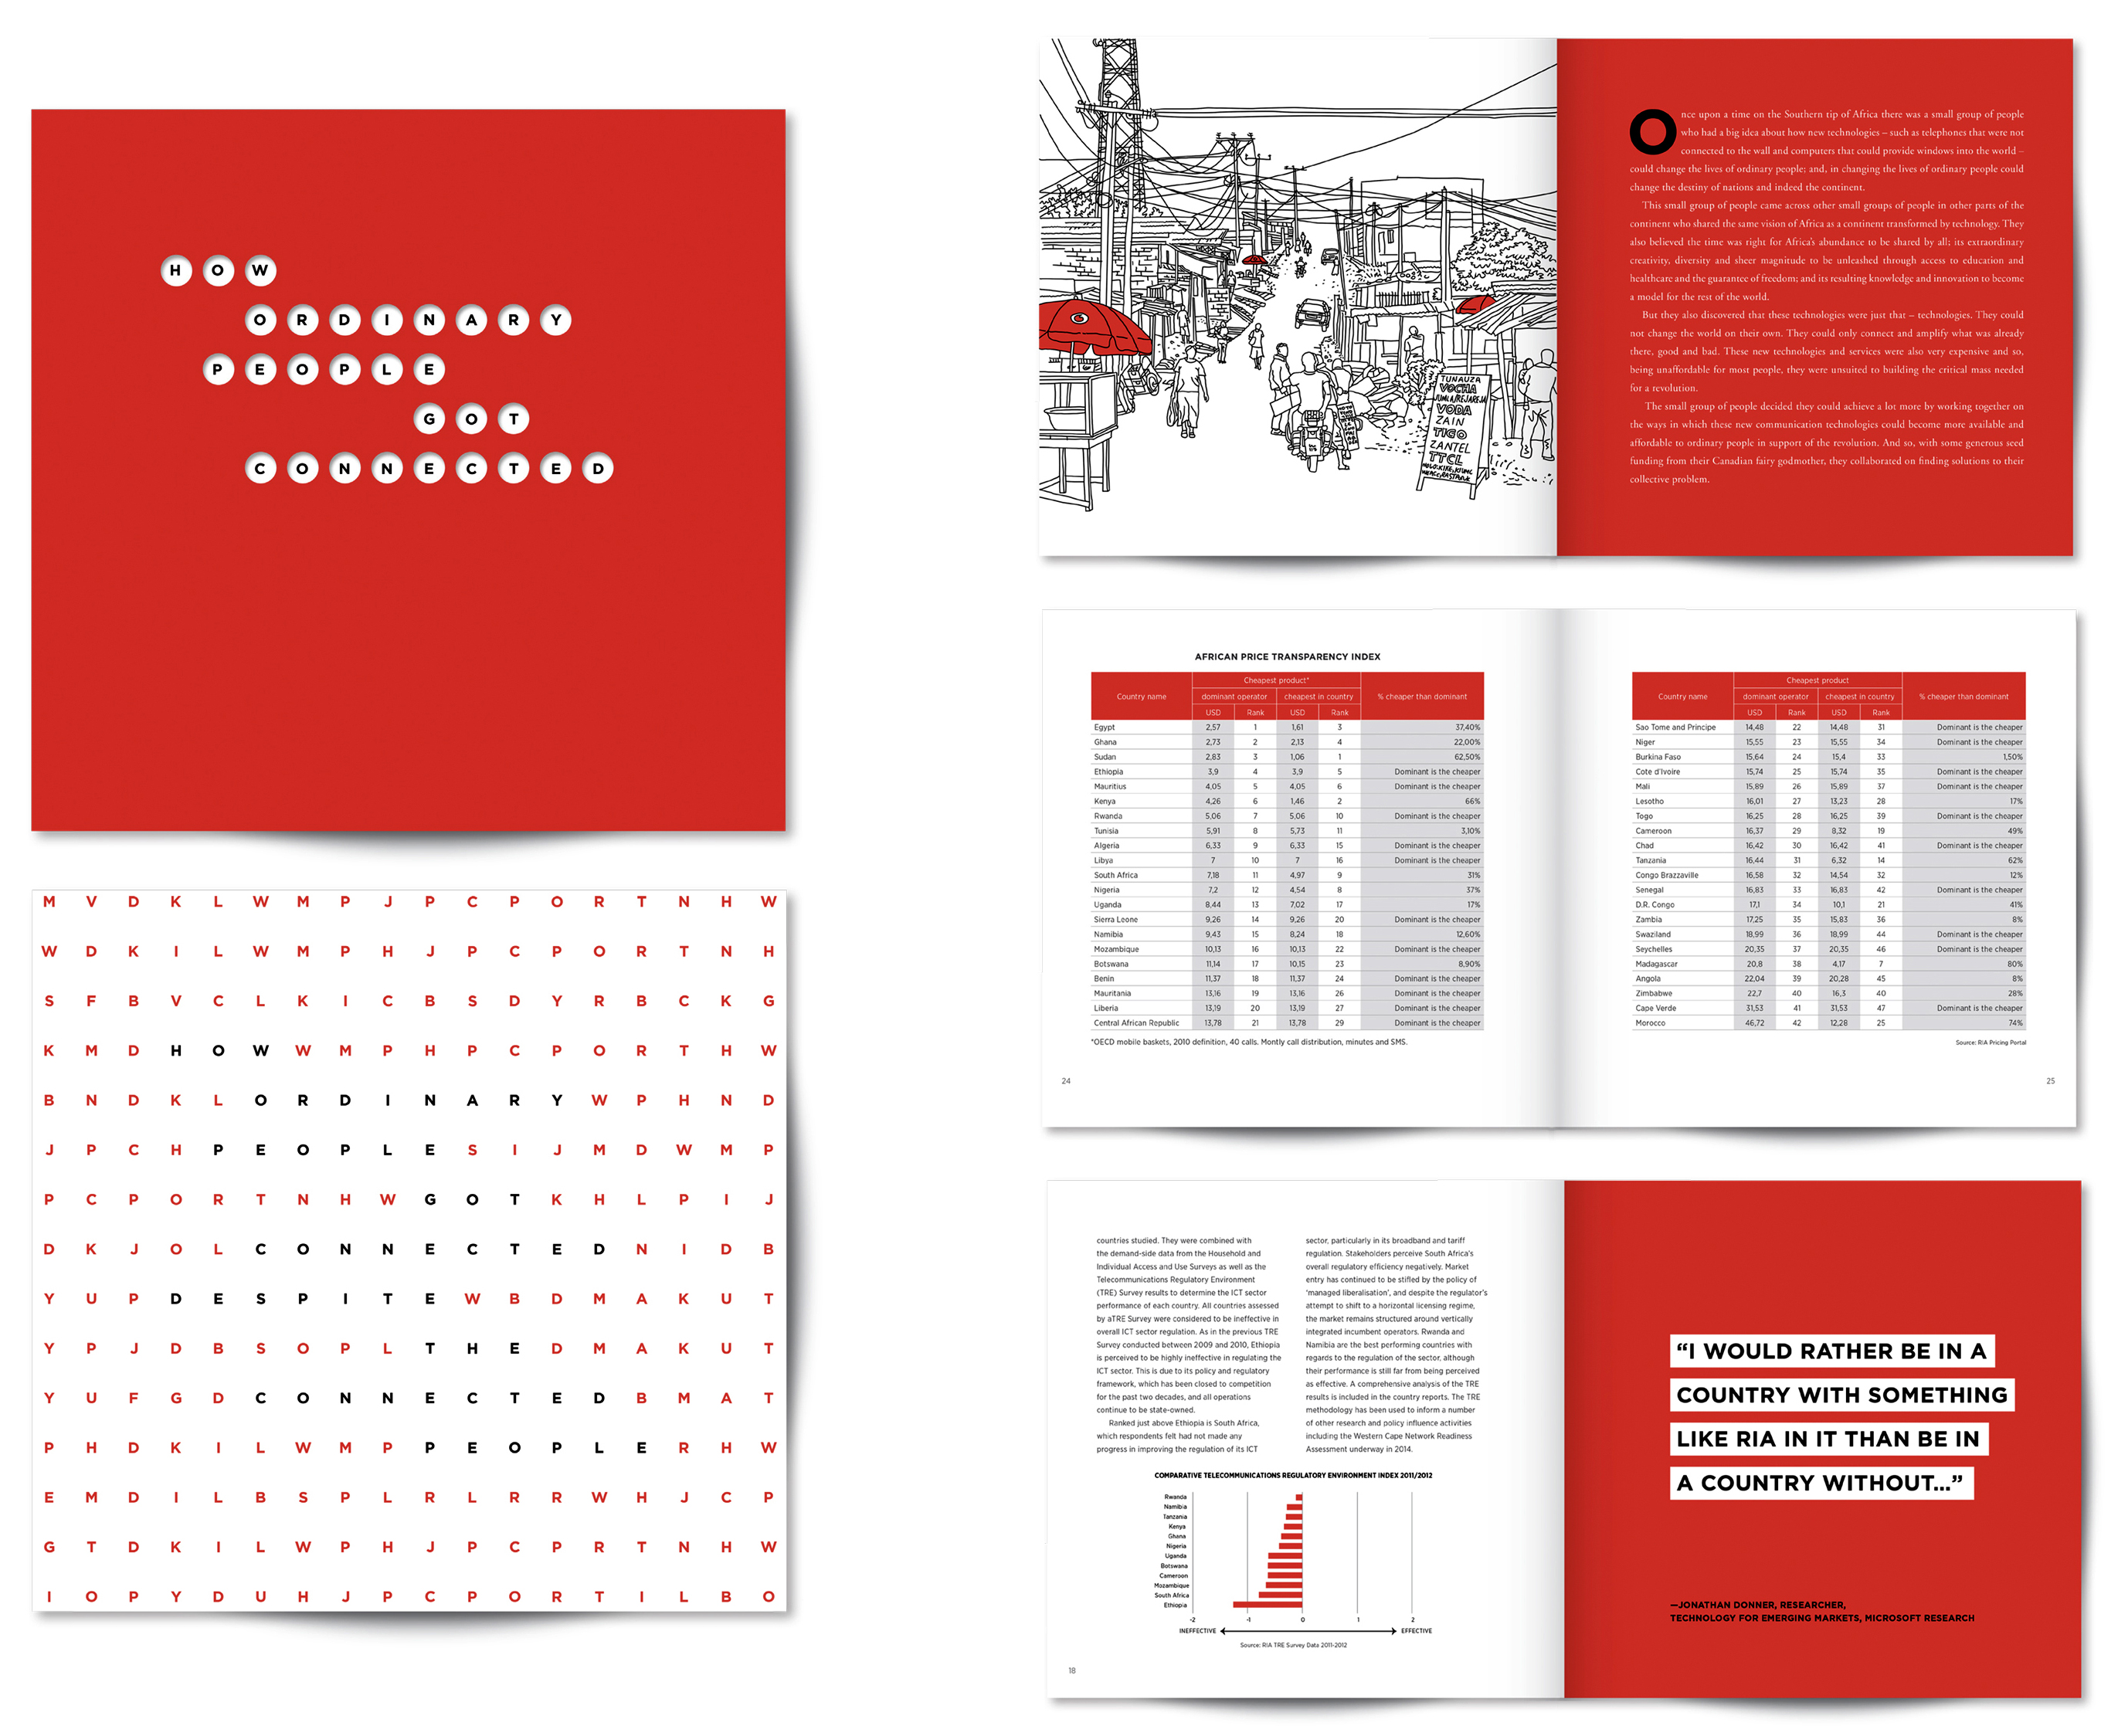 HOW
ORDINARY
PEOPLE
GOT
CONNECTED
M V D K L W M P J P C P O R T N H W
W D K I L W M P H J P C P O R T N H
S F B V C L K I C B S D Y R B C K G
K M D H O W W M P H P C P O R T H W
B N D K L O R D I N A R Y W P H N D
J P C H P E O P L E S I J M D W M P
P C P O R T N H W G O T K H L P I J
D K J O L C O N N E C T E D N I D B
Y U P D E S P I T E W B D M A K U T
Y P J D B S O P L T H E D M A K U T
Y U F G D C O N N E C T E D B M A T
P H D K I L W M P P E O P L E R H W
E M D I L B S P L R L R R W H J C P
G T D K I L W P H J P C P R T N H W
I O P Y D U H J P C P O R T I L B O
TUNAUZA
VOCHA
JUMLA/REJAREJA
VODA
ZAIN
TIGO
ZANTEL
TTCL
Once upon a time on the Southern tip of Africa there was a small group of people
who had a big idea about how new technologies – such as telephones that were not
connected to the wall and computers that could provide windows into the world –
could change the lives of ordinary people; and, in changing the lives of ordinary people could
change the destiny of nations and indeed the continent.
This small group of people came across other small groups of people in other parts of the
continent who shared the same vision of Africa as a continent transformed by technology. They
also believed the time was right for Africa's abundance to be shared by all; its extraordinary
creativity, diversity and sheer magnitude to be unleashed through access to education and
healthcare and the guarantee of freedom; and its resulting knowledge and innovation to become
a model for the rest of the world.
But they also discovered that these technologies were just that – technologies. They could
not change the world on their own. They could only connect and amplify what was already
there, good and bad. These new technologies and services were also very expensive and so,
being unaffordable for most people, they were unsuited to building the critical mass needed
for a revolution.
The small group of people decided they could achieve a lot more by working together on
the ways in which these new communication technologies could become more available and
affordable to ordinary people in support of the revolution. And so, with some generous seed
funding from their Canadian fairy godmother, they collaborated on finding solutions to their
collective problem.
AFRICAN PRICE TRANSPARENCY INDEX
Cheapest product*
Country name dominant operator cheapest in country % cheaper than dominant
USD Rank USD Rank
Egypt 2,57 1 1,61 3 37,40%
Ghana 2,73 2 2,13 4 22,00%
Sudan 2,83 3 1,06 1 62,50%
Ethiopia 3,9 4 3,9 5 Dominant is the cheaper
Mauritius 4,05 5 4,05 6 Dominant is the cheaper
Kenya 4,26 6 1,46 2 66%
Rwanda 5,06 7 5,06 10 Dominant is the cheaper
Tunisia 5,91 8 5,73 11 3,10%
Algeria 6,33 9 6,33 15 Dominant is the cheaper
Libya 7 10 7 16 Dominant is the cheaper
South Africa 7,18 11 4,97 9 31%
Nigeria 7,2 12 4,54 8 37%
Uganda 8,44 13 7,02 17 17%
Sierra Leone 9,26 14 9,26 20 Dominant is the cheaper
Namibia 9,43 15 8,24 18 12,60%
Mozambique 10,13 16 10,13 22 Dominant is the cheaper
Botswana 11,14 17 10,15 23 8,90%
Benin 11,37 18 11,37 24 Dominant is the cheaper
Mauritania 13,16 19 13,16 26 Dominant is the cheaper
Liberia 13,19 20 13,19 27 Dominant is the cheaper
Central African Republic 13,78 21 13,78 29 Dominant is the cheaper
*OECD mobile baskets, 2010 definition, 40 calls. Montly call distribution, minutes and SMS.
24
Cheapest product
Country name dominant operator cheapest in country % cheaper than dominant
USD Rank USD Rank
Sao Tome and Principe 14,48 22 14,48 31 Dominant is the cheaper
Niger 15,55 23 15,55 34 Dominant is the cheaper
Burkina Faso 15,64 24 15,4 33 1,50%
Cote d'Ivoire 15,74 25 15,74 35 Dominant is the cheaper
Mali 15,89 26 15,89 37 Dominant is the cheaper
Lesotho 16,01 27 13,23 28 17%
Togo 16,25 28 16,25 39 Dominant is the cheaper
Cameroon 16,37 29 8,32 19 49%
Chad 16,42 30 16,42 41 Dominant is the cheaper
Tanzania 16,44 31 6,32 14 62%
Congo Brazzaville 16,58 32 14,54 32 12%
Senegal 16,83 33 16,83 42 Dominant is the cheaper
D.R. Congo 17,1 34 10,1 21 41%
Zambia 17,25 35 15,83 36 8%
Swaziland 18,99 36 18,99 44 Dominant is the cheaper
Seychelles 20,35 37 20,35 46 Dominant is the cheaper
Madagascar 20,8 38 4,17 7 80%
Angola 22,04 39 20,28 45 8%
Zimbabwe 22,7 40 16,3 40 28%
Cape Verde 31,53 41 31,53 47 Dominant is the cheaper
Morocco 46,72 42 12,28 25 74%
Source: RIA Pricing Portal
25
countries studied. They were combined with
the demand-side data from the Household and
Individual Access and Use Surveys as well as the
Telecommunications Regulatory Environment
(TRE) Survey results to determine the ICT sector
performance of each country. All countries assessed
by aTRE Survey were considered to be ineffective in
overall ICT sector regulation. As in the previous TRE
Survey conducted between 2009 and 2010, Ethiopia
is perceived to be highly ineffective in regulating the
ICT sector. This is due to its policy and regulatory
framework, which has been closed to competition
for the past two decades, and all operations
continue to be state-owned.
Ranked just above Ethiopia is South Africa,
which respondents felt had not made any
progress in improving the regulation of its ICT
sector, particularly in its broadband and tariff
regulation. Stakeholders perceive South Africa's
overall regulatory efficiency negatively. Market
entry has continued to be stifled by the policy of
'managed liberalisation', and despite the regulator's
attempt to shift to a horizontal licensing regime,
the market remains structured around vertically
integrated incumbent operators. Rwanda and
Namibia are the best performing countries with
regards to the regulation of the sector, although
their performance is still far from being perceived
as effective. A comprehensive analysis of the TRE
results is included in the country reports. The TRE
methodology has been used to inform a number
of other research and policy influence activities
including the Western Cape Network Readiness
Assessment underway in 2014.
COMPARATIVE TELECOMMUNICATIONS REGULATORY ENVIRONMENT INDEX 2011/2012
Rwanda
Namibia
Tanzania
Kenya
Ghana
Nigeria
Uganda
Botswana
Cameroon
Mozambique
South Africa
Ethiopia
-2 -1 0 1 2
INEFFECTIVE EFFECTIVE
Source: RIA TRE Survey Data 2011-2012
18
“I WOULD RATHER BE IN A
COUNTRY WITH SOMETHING
LIKE RIA IN IT THAN BE IN
A COUNTRY WITHOUT...”
—JONATHAN DONNER, RESEARCHER,
TECHNOLOGY FOR EMERGING MARKETS, MICROSOFT RESEARCH